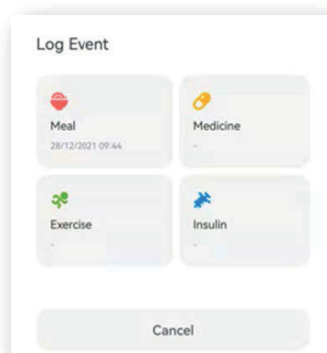 Log Event
Meal
28/12/2021 09:44
Medicine
-
Exercise
-
Insulin
-
Cancel